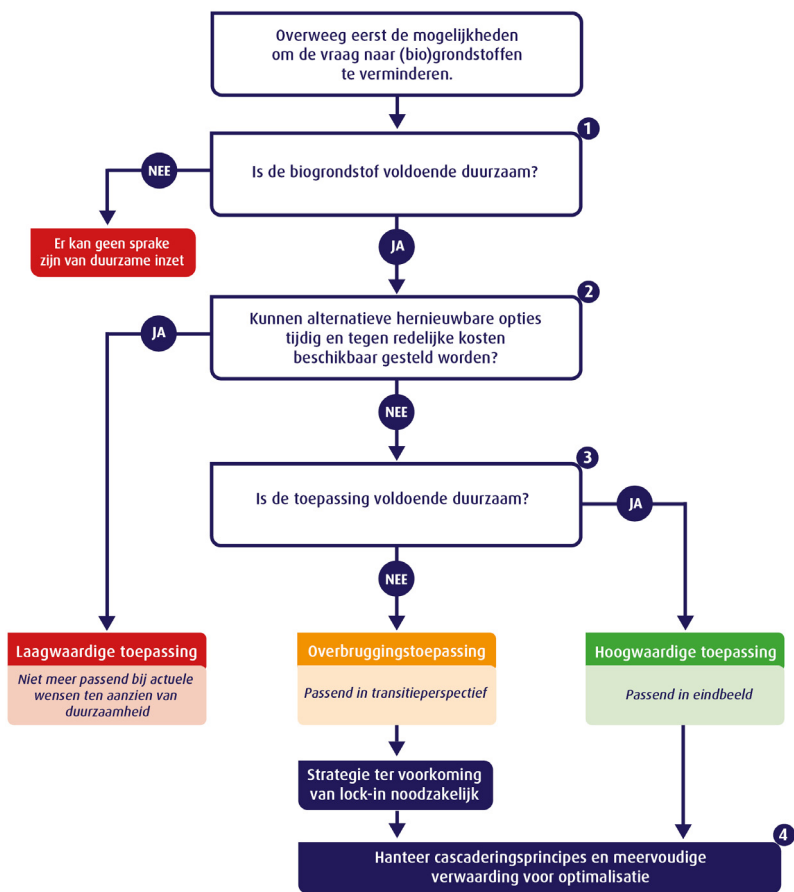 Overweeg eerst de mogelijkheden
om de vraag naar (bio)grondstoffen
te verminderen.
1
Is de biogrondstof voldoende duurzaam?
NEE
Er kan geen sprake
zijn van duurzame inzet
JA
2
Kunnen alternatieve hernieuwbare opties
tijdig en tegen redelijke kosten
beschikbaar gesteld worden?
JA
NEE
3
Is de toepassing voldoende duurzaam?
JA
NEE
Laagwaardige toepassing
Niet meer passend bij actuele
wensen ten aanzien van
duurzaamheid
Overbruggingstoepassing
Passend in transitieperspectief
Hoogwaardige toepassing
Passend in eindbeeld
Strategie ter voorkoming
van lock-in noodzakelijk
4
Hanteer cascaderingsprincipes en meervoudige
verwaarding voor optimalisatie